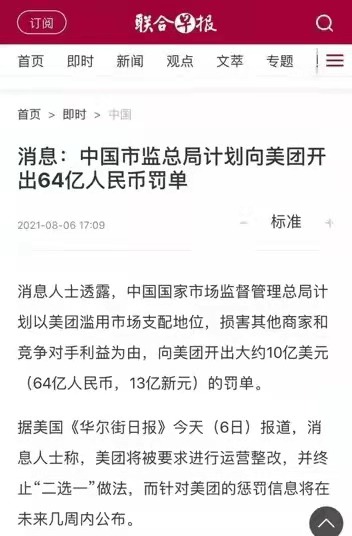 订阅
联合早报
首页 即时 新闻 观点 文萃 专题
首页 > 即时 > 中国
消息：中国市监总局计划向美团开
出64亿人民币罚单
2021-08-06 17:09
标准
消息人士透露，中国国家市场监督管理总局计
划以美团滥用市场支配地位，损害其他商家和
竞争对手利益为由，向美团开出大约10亿美元
（64亿人民币，13亿新元）的罚单。
据美国《华尔街日报》今天（6日）报道，消
息人士称，美团将被要求进行运营整改，并终
止“二选一”做法，而针对美团的惩罚信息将在
未来几周内公布。